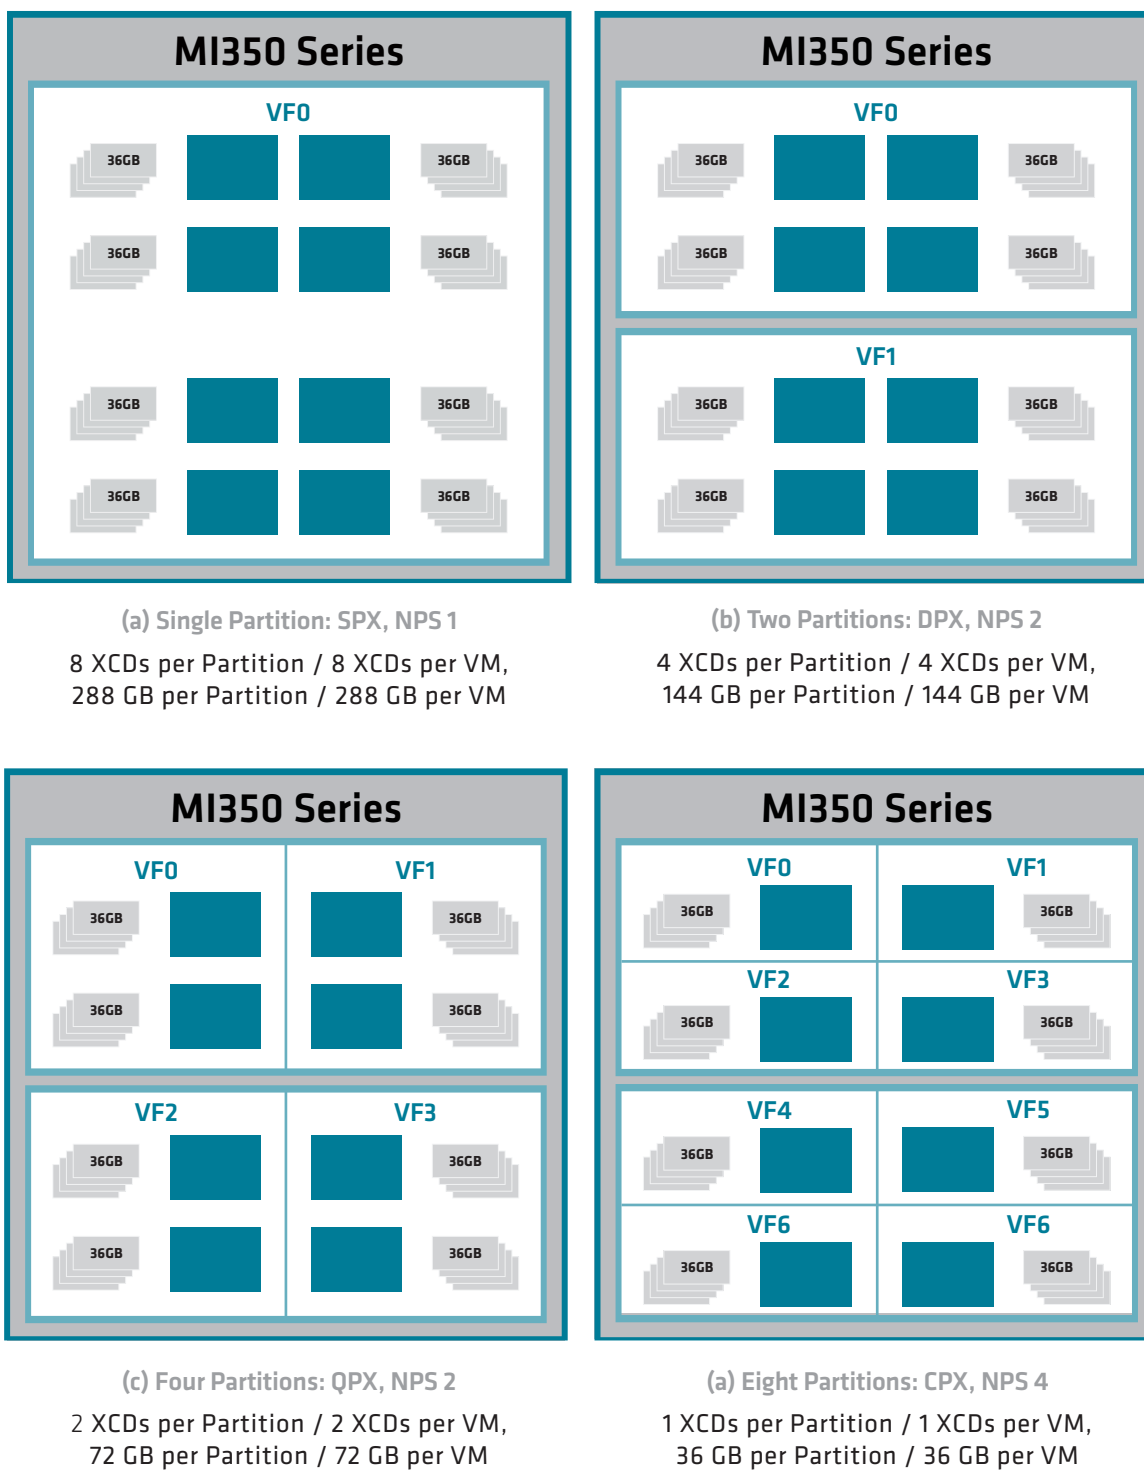 MI350 Series
VF0
36GB 36GB
36GB 36GB
36GB 36GB
36GB 36GB
(a) Single Partition: SPX, NPS 1
8 XCDs per Partition / 8 XCDs per VM,
288 GB per Partition / 288 GB per VM
MI350 Series
VF0
36GB 36GB
36GB 36GB
VF1
36GB 36GB
36GB 36GB
(b) Two Partitions: DPX, NPS 2
4 XCDs per Partition / 4 XCDs per VM,
144 GB per Partition / 144 GB per VM
MI350 Series
VF0 VF1
36GB 36GB
36GB 36GB
VF2 VF3
36GB 36GB
36GB 36GB
(c) Four Partitions: QPX, NPS 2
2 XCDs per Partition / 2 XCDs per VM,
72 GB per Partition / 72 GB per VM
MI350 Series
VF0 VF1
36GB 36GB
VF2 VF3
36GB 36GB
VF4 VF5
36GB 36GB
VF6 VF6
36GB 36GB
(a) Eight Partitions: CPX, NPS 4
1 XCDs per Partition / 1 XCDs per VM,
36 GB per Partition / 36 GB per VM